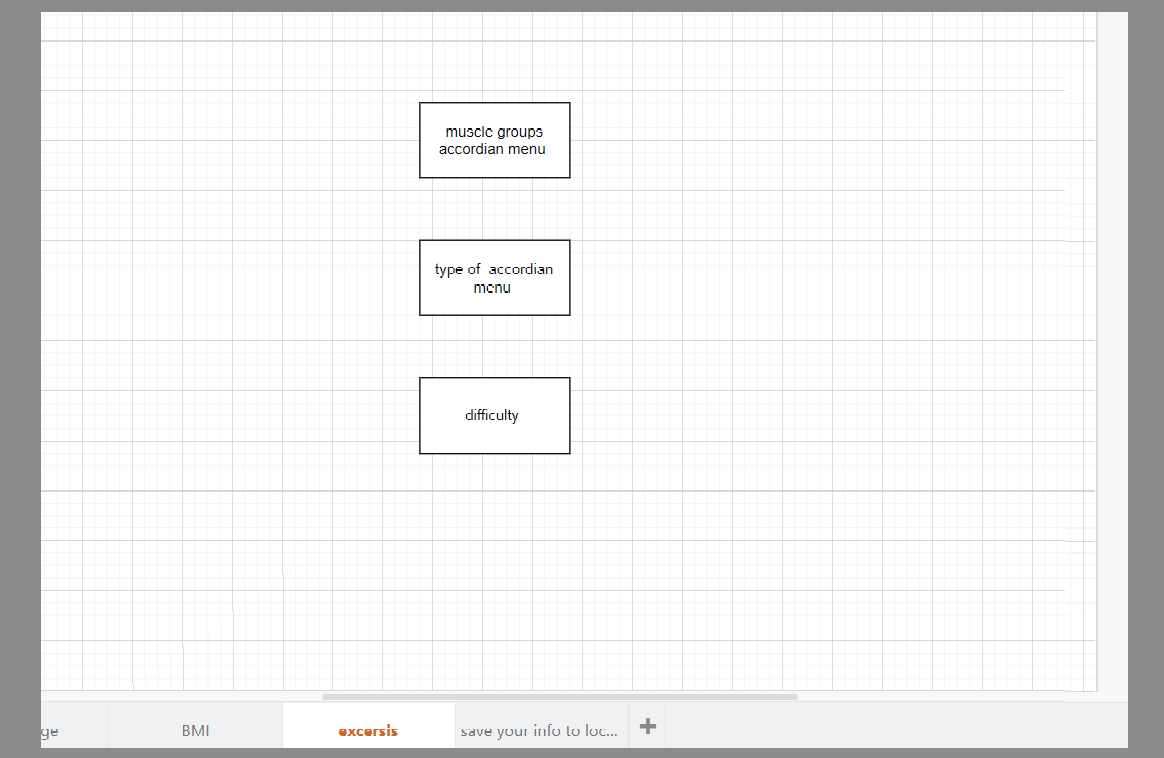 muscle groups
accordian menu
type of  accordian
menu
difficulty
ge
BMI
excersis
save your info to loc...